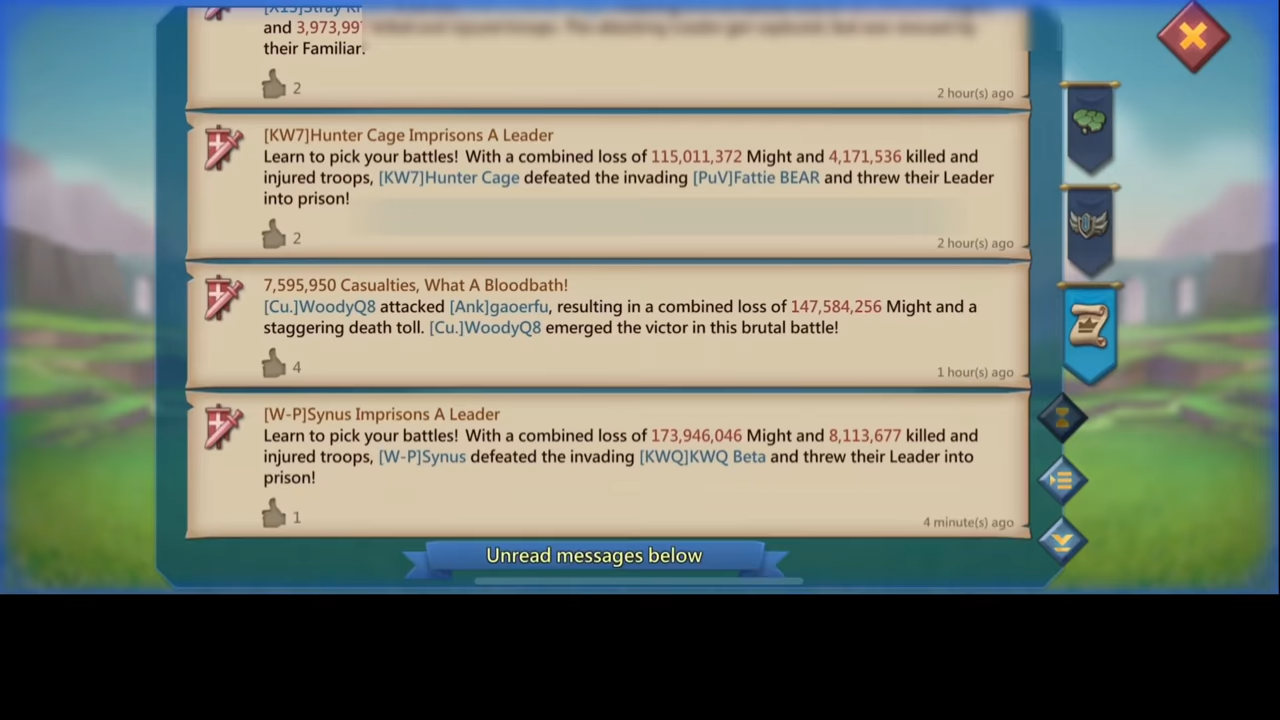 and 3,973,99
their Familiar.
2
2 hour(s) ago
[KW7]Hunter Cage Imprisons A Leader
Learn to pick your battles! With a combined loss of 115,011,372 Might and 4,171,536 killed and
injured troops, [KW7]Hunter Cage defeated the invading [PuV]Fattie BEAR and threw their Leader
into prison!
2
2 hour(s) ago
7,595,950 Casualties, What A Bloodbath!
[Cu.]WoodyQ8 attacked [Ank]gaoerfu, resulting in a combined loss of 147,584,256 Might and a
staggering death toll. [Cu.]WoodyQ8 emerged the victor in this brutal battle!
4
1 hour(s) ago
[W-P]Synus Imprisons A Leader
Learn to pick your battles! With a combined loss of 173,946,046 Might and 8,113,677 killed and
injured troops, [W-P]Synus defeated the invading [KWQ]KWQ Beta and threw their Leader into
prison!
1
4 minute(s) ago
Unread messages below